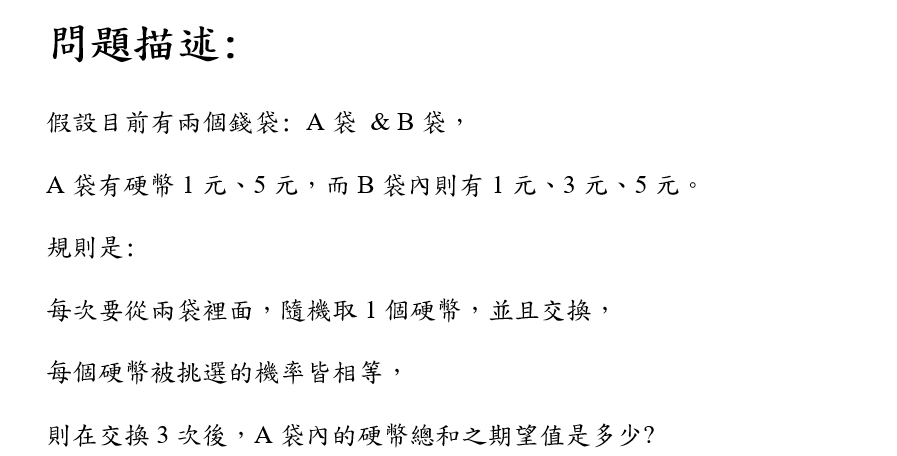 問題描述:
假設目前有兩個錢袋: A 袋 & B 袋，
A 袋有硬幣 1 元、5 元，而 B 袋內則有 1 元、3 元、5 元。
規則是:
每次要從兩袋裡面，隨機取 1 個硬幣，並且交換，
每個硬幣被挑選的機率皆相等，
則在交換 3 次後，A 袋內的硬幣總和之期望值是多少?